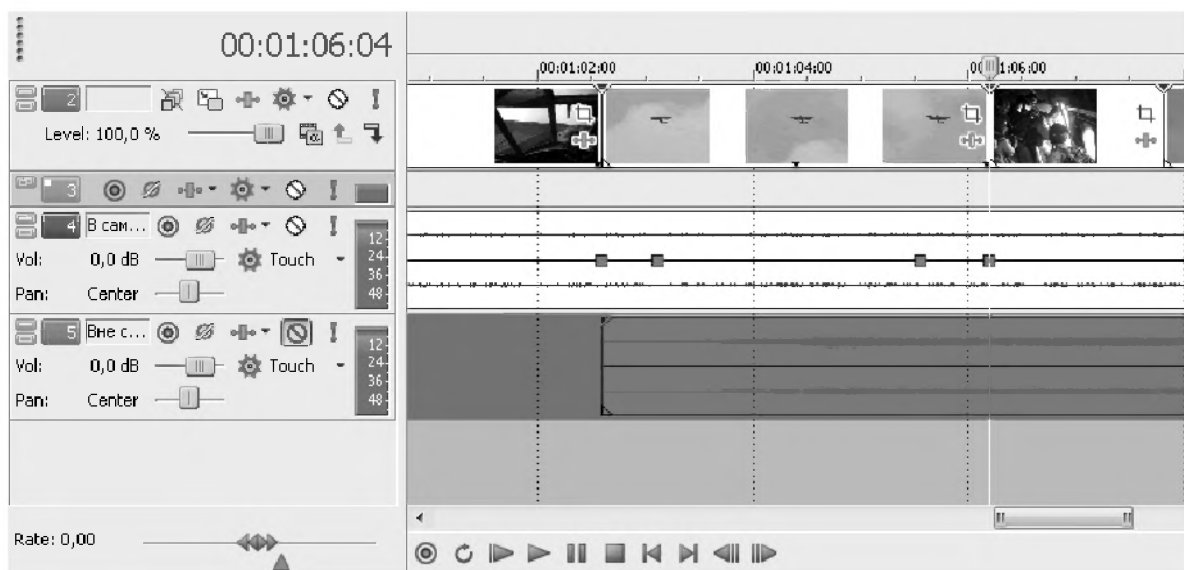 00:01:06:04
00:01:02:00 00:01:04:00 00:01:06:00
2
Level: 100,0 %
3
4 В сам...
12
Vol: 0,0 dB Touch 24
36
Pan: Center 48
5 Вне с...
12
Vol: 0,0 dB Touch 24
36
Pan: Center 48
Rate: 0,00